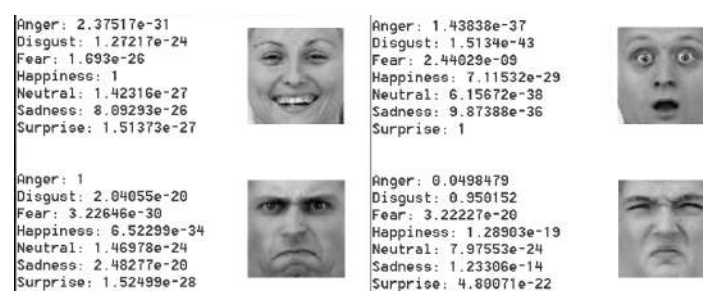 Anger: 2.37517e-31
Disgust: 1.27217e-24
Fear: 1.693e-26
Happiness: 1
Neutral: 1.42316e-27
Sadness: 8.09293e-26
Surprise: 1.51373e-27
Anger: 1.43838e-37
Disgust: 1.5134e-43
Fear: 2.44029e-09
Happiness: 7.11532e-29
Neutral: 6.15672e-38
Sadness: 9.87388e-36
Surprise: 1
Anger: 1
Disgust: 2.04055e-20
Fear: 3.22646e-30
Happiness: 6.52299e-34
Neutral: 1.46978e-24
Sadness: 2.48277e-20
Surprise: 1.52499e-28
Anger: 0.0498479
Disgust: 0.950152
Fear: 3.22227e-20
Happiness: 1.28903e-19
Neutral: 7.97553e-24
Sadness: 1.23306e-14
Surprise: 4.80071e-22